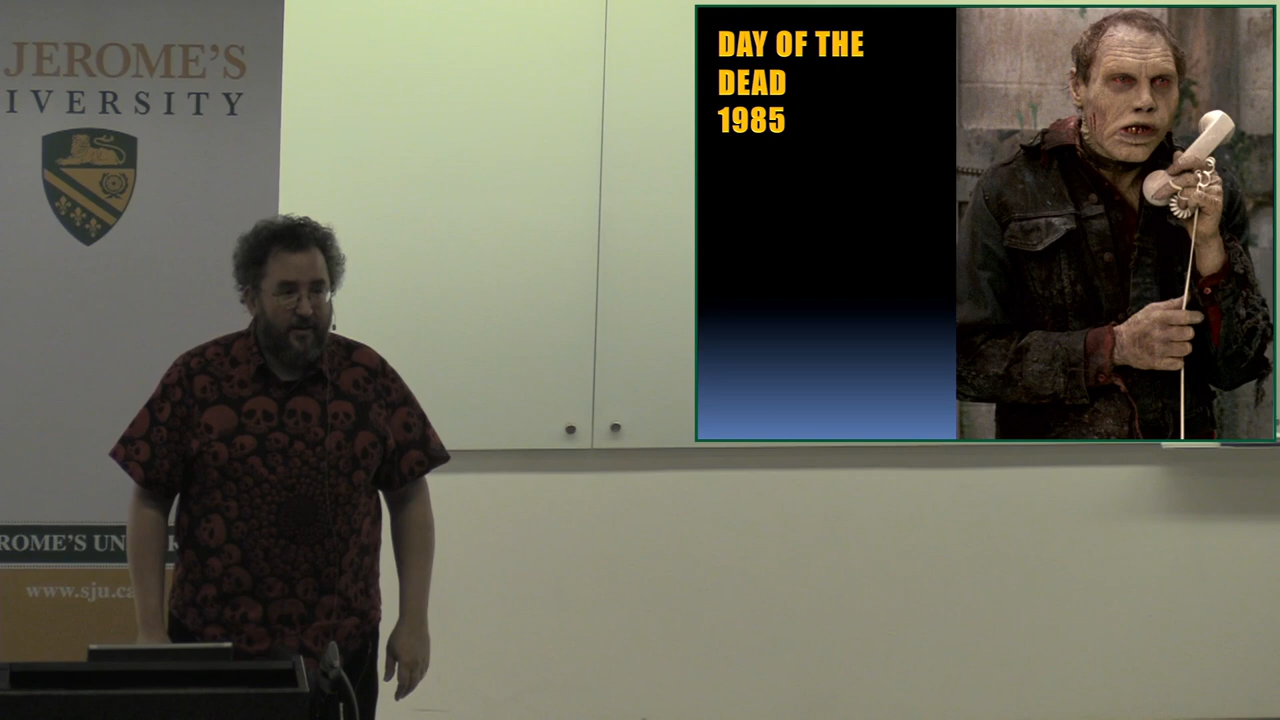 JEROME'S
IVERSITY
ROME'S UN
www.sju.ca
DAY OF THE
DEAD
1985